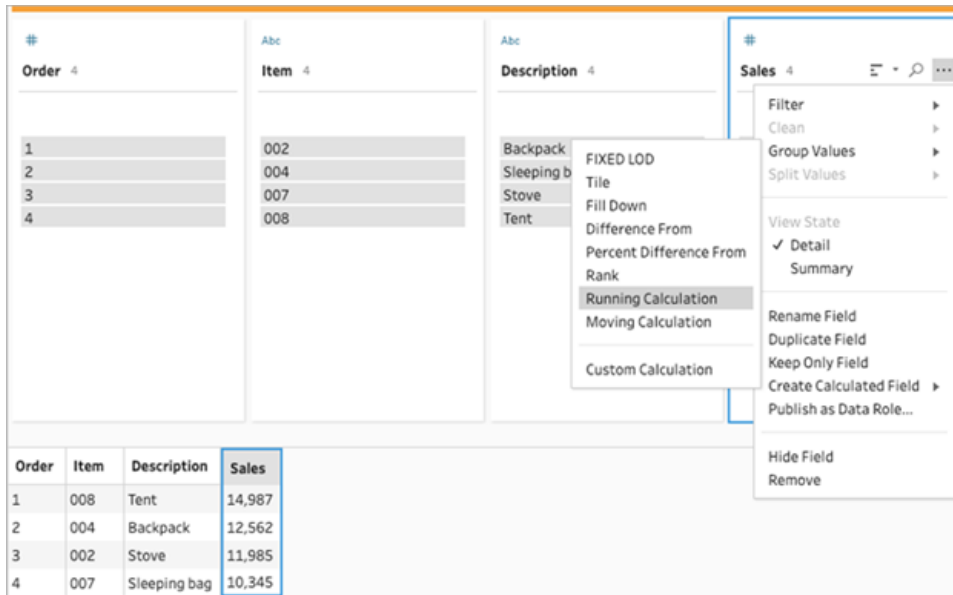 # Abc Abc #
Order 4 Item 4 Description 4 Sales 4 ...
1 002 Backpack
2 004 Sleeping b
3 007 Stove
4 008 Tent
FIXED LOD
Tile
Fill Down
Difference From
Percent Difference From
Rank
Running Calculation
Moving Calculation
Custom Calculation
Filter
Clean
Group Values
Split Values
View State
✓ Detail
Summary
Rename Field
Duplicate Field
Keep Only Field
Create Calculated Field
Publish as Data Role...
Hide Field
Remove
Order Item Description Sales
1 008 Tent 14,987
2 004 Backpack 12,562
3 002 Stove 11,985
4 007 Sleeping bag 10,345